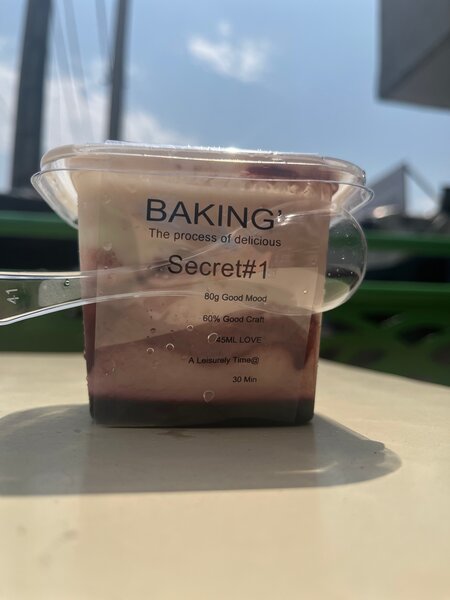 BAKING'
The process of delicious
Secret#1
80g Good Mood
60% Good Craft
45ML LOVE
A Leisurely Time@
30 Min
41